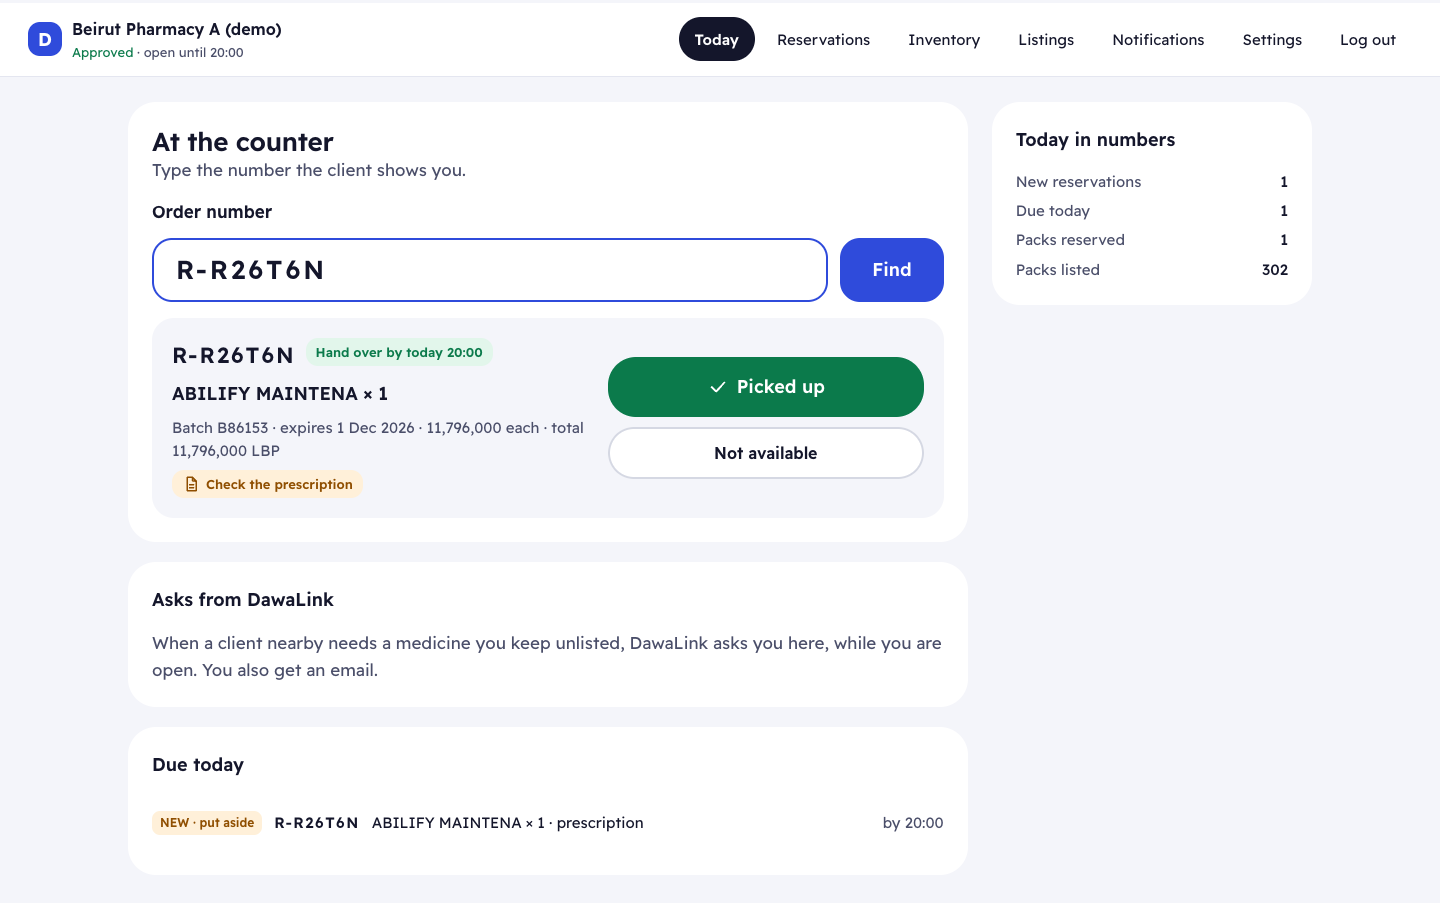 D
Beirut Pharmacy A (demo)
Approved · open until 20:00
Today
Reservations
Inventory
Listings
Notifications
Settings
Log out
At the counter
Type the number the client shows you.
Order number
R-R26T6N
Find
R-R26T6N
Hand over by today 20:00
ABILIFY MAINTENA × 1
Batch B86153 · expires 1 Dec 2026 · 11,796,000 each · total
11,796,000 LBP
Check the prescription
Picked up
Not available
Asks from DawaLink
When a client nearby needs a medicine you keep unlisted, DawaLink asks you here, while you are
open. You also get an email.
Due today
NEW · put aside R-R26T6N ABILIFY MAINTENA × 1 · prescription by 20:00
Today in numbers
New reservations 1
Due today 1
Packs reserved 1
Packs listed 302